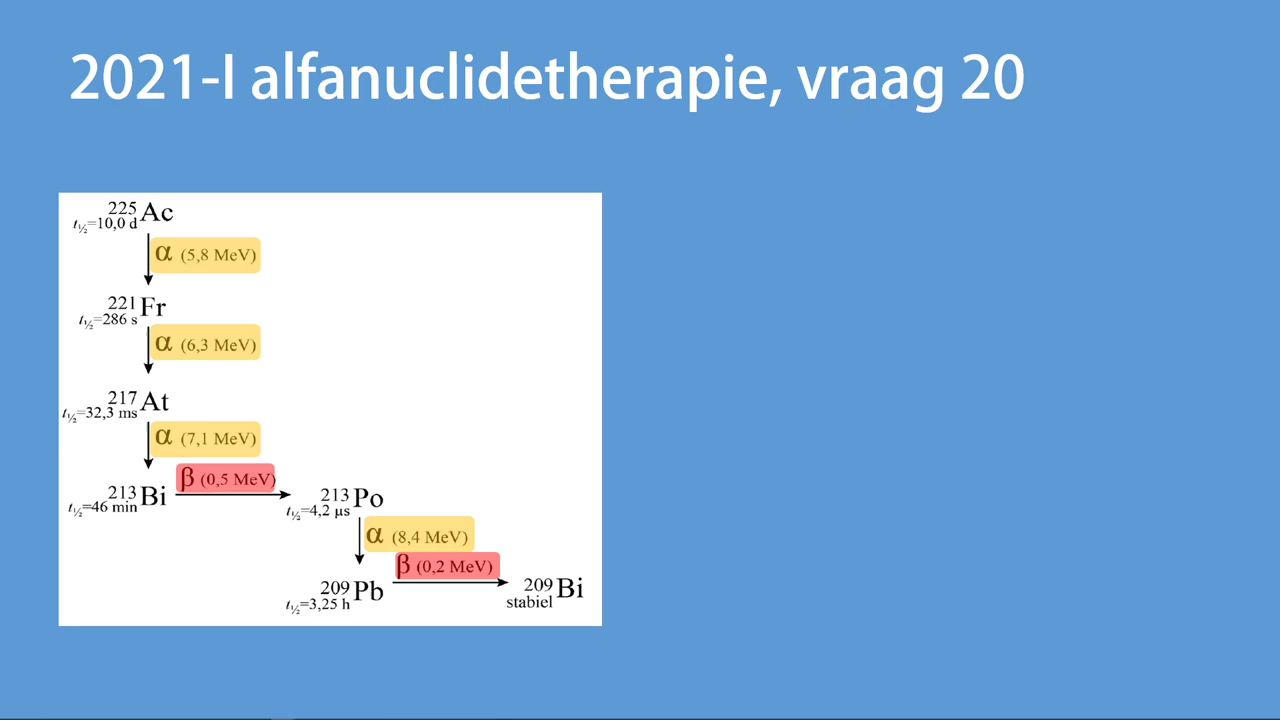 2021-I alfanuclidetherapie, vraag 20
225Ac
t½=10,0 d
α (5,8 MeV)
221Fr
t½=286 s
α (6,3 MeV)
217At
t½=32,3 ms
α (7,1 MeV)
213Bi
t½=46 min
β (0,5 MeV)
213Po
t½=4,2 µs
α (8,4 MeV)
209Pb
t½=3,25 h
β (0,2 MeV)
209Bi
stabiel